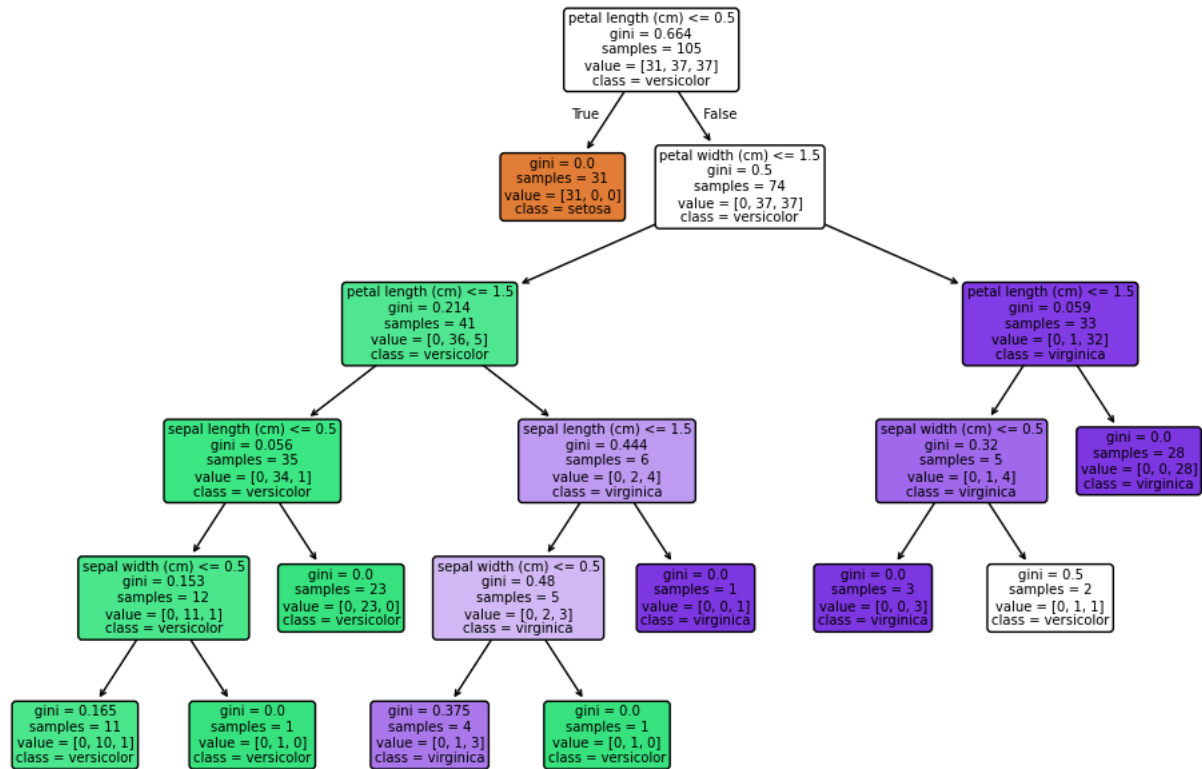 petal length (cm) <= 0.5
gini = 0.664
samples = 105
value = [31, 37, 37]
class = versicolor
True
False
gini = 0.0
samples = 31
value = [31, 0, 0]
class = setosa
petal width (cm) <= 1.5
gini = 0.5
samples = 74
value = [0, 37, 37]
class = versicolor
petal length (cm) <= 1.5
gini = 0.214
samples = 41
value = [0, 36, 5]
class = versicolor
petal length (cm) <= 1.5
gini = 0.059
samples = 33
value = [0, 1, 32]
class = virginica
sepal length (cm) <= 0.5
gini = 0.056
samples = 35
value = [0, 34, 1]
class = versicolor
sepal length (cm) <= 1.5
gini = 0.444
samples = 6
value = [0, 2, 4]
class = virginica
sepal width (cm) <= 0.5
gini = 0.32
samples = 5
value = [0, 1, 4]
class = virginica
gini = 0.0
samples = 28
value = [0, 0, 28]
class = virginica
sepal width (cm) <= 0.5
gini = 0.153
samples = 12
value = [0, 11, 1]
class = versicolor
gini = 0.0
samples = 23
value = [0, 23, 0]
class = versicolor
sepal width (cm) <= 0.5
gini = 0.48
samples = 5
value = [0, 2, 3]
class = virginica
gini = 0.0
samples = 1
value = [0, 0, 1]
class = virginica
gini = 0.0
samples = 3
value = [0, 0, 3]
class = virginica
gini = 0.5
samples = 2
value = [0, 1, 1]
class = versicolor
gini = 0.165
samples = 11
value = [0, 10, 1]
class = versicolor
gini = 0.0
samples = 1
value = [0, 1, 0]
class = versicolor
gini = 0.375
samples = 4
value = [0, 1, 3]
class = virginica
gini = 0.0
samples = 1
value = [0, 1, 0]
class = versicolor